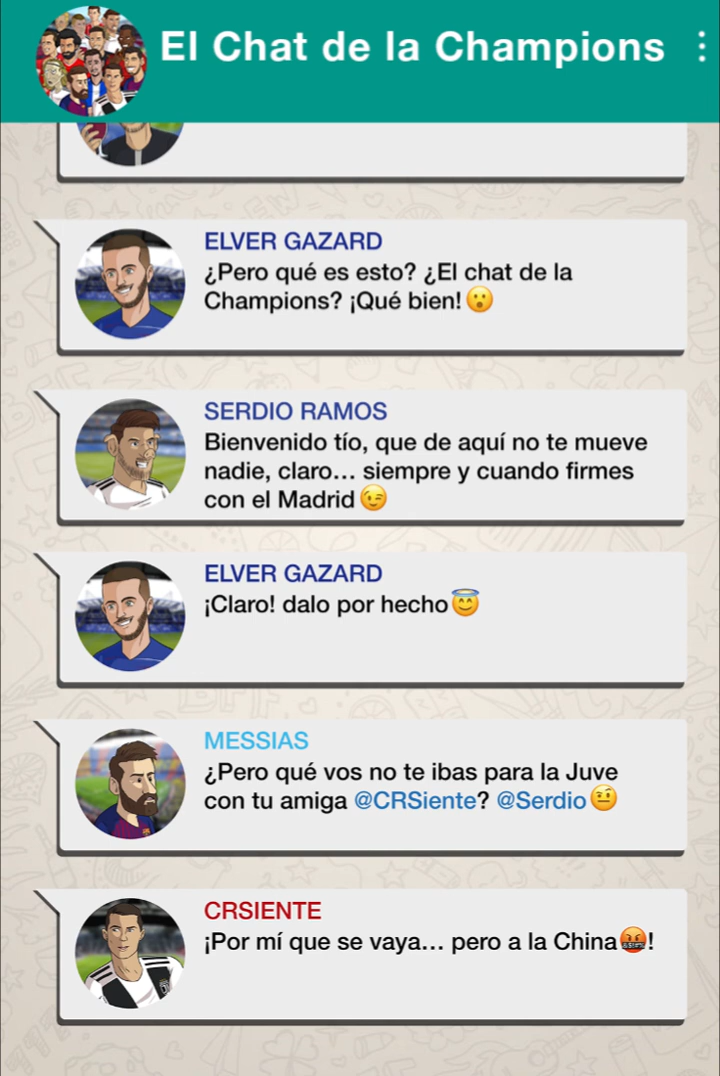 El Chat de la Champions
ELVER GAZARD
¿Pero qué es esto? ¿El chat de la
Champions? ¡Qué bien!😮
SERDIO RAMOS
Bienvenido tío, que de aquí no te mueve
nadie, claro... siempre y cuando firmes
con el Madrid😉
ELVER GAZARD
¡Claro! dalo por hecho😇
MESSIAS
¿Pero qué vos no te ibas para la Juve
con tu amiga @CRSiente? @Serdio🤨
CRSIENTE
¡Por mí que se vaya... pero a la China🤬!